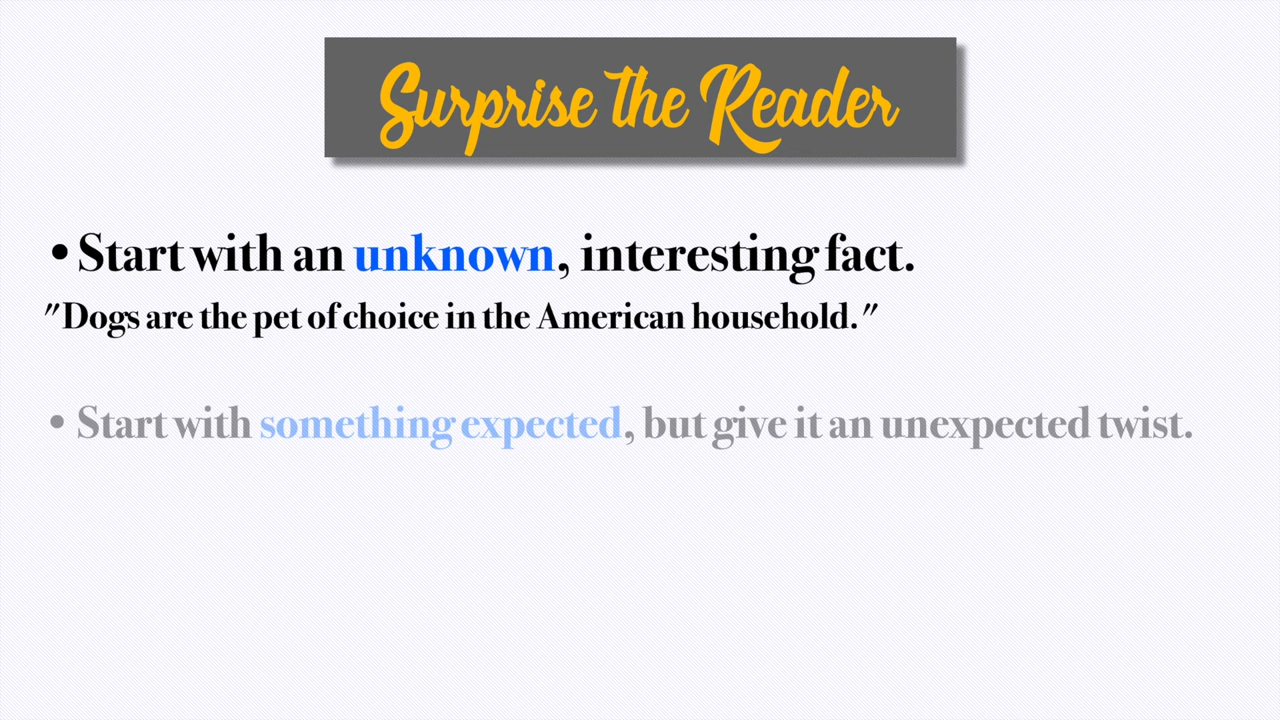 Surprise the Reader
• Start with an unknown, interesting fact.
"Dogs are the pet of choice in the American household."
• Start with something expected, but give it an unexpected twist.